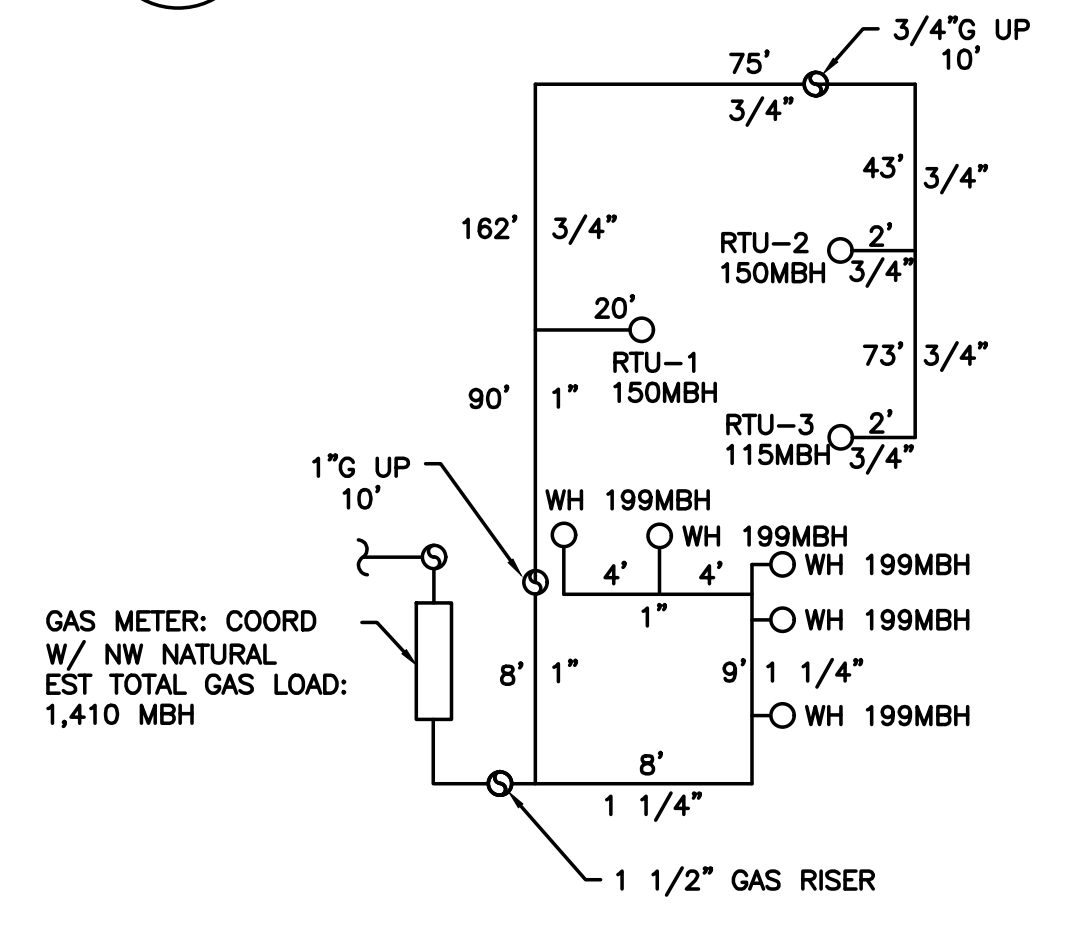 3/4"G UP
10'
75'
3/4"
43'
3/4"
162'
3/4"
RTU-2
150MBH
2'
3/4"
20'
RTU-1
150MBH
73'
3/4"
90'
1"
RTU-3
115MBH
2'
3/4"
1"G UP
10'
WH 199MBH
WH 199MBH
WH 199MBH
4'
4'
1"
WH 199MBH
GAS METER: COORD
W/ NW NATURAL
EST TOTAL GAS LOAD:
1,410 MBH
8'
1"
9'
1 1/4"
WH 199MBH
8'
1 1/4"
1 1/2" GAS RISER